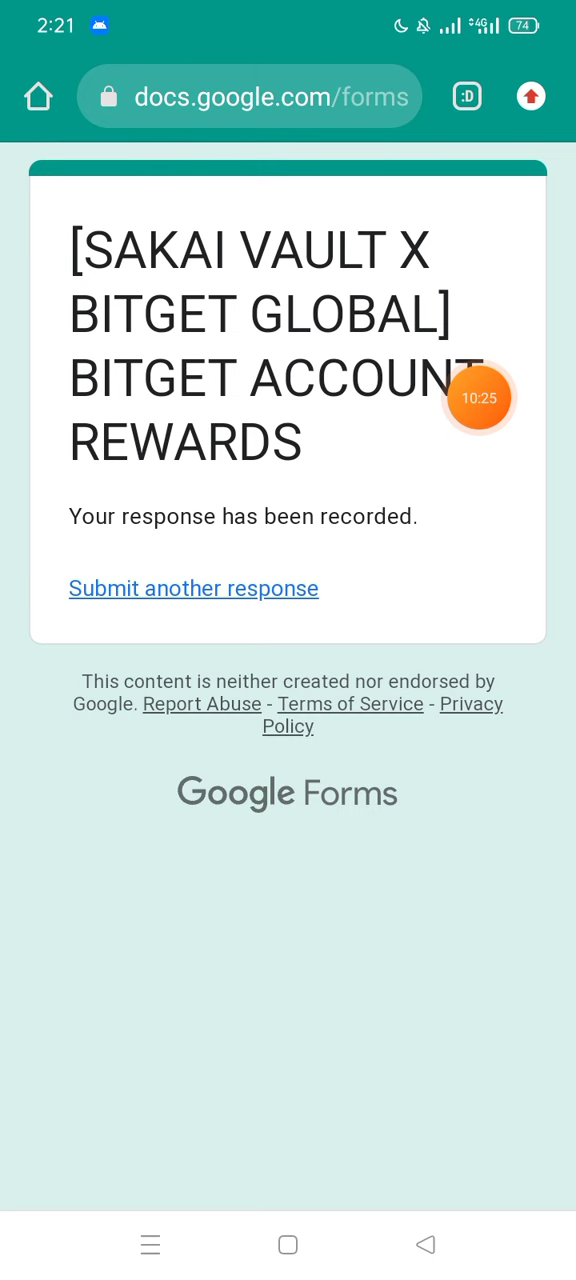 2:21 4G 74
docs.google.com/forms :D
[SAKAI VAULT X
BITGET GLOBAL]
BITGET ACCOUNT
10:25
REWARDS
Your response has been recorded.
Submit another response
This content is neither created nor endorsed by
Google. Report Abuse - Terms of Service - Privacy
Policy
Google Forms